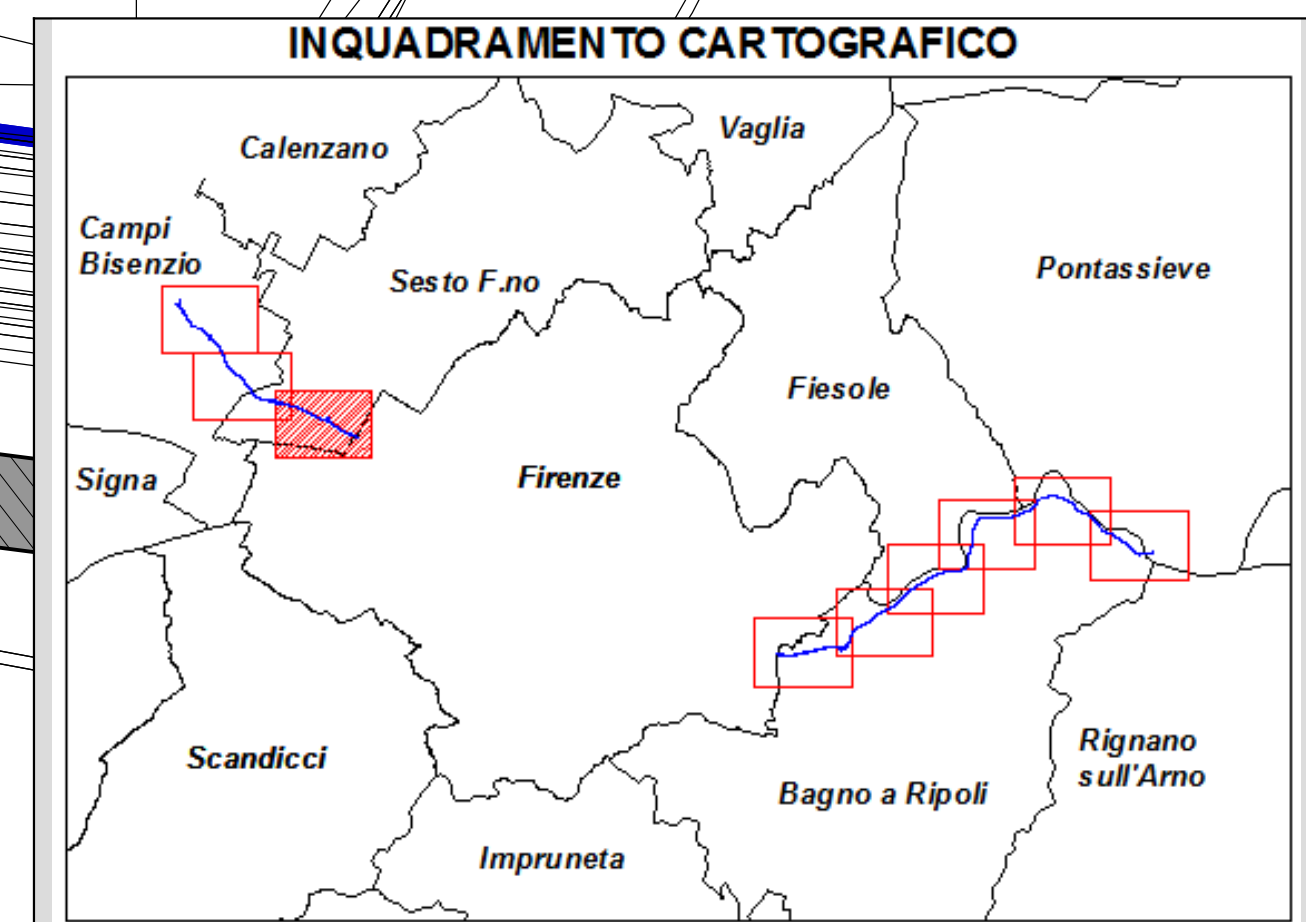 INQUADRAMENTO CARTOGRAFICO
Vaglia
Calenzano
Campi
Bisenzio
Sesto F.no
Pontassieve
Fiesole
Signa
Firenze
Scandicci
Rignano
sull'Arno
Bagno a Ripoli
Impruneta